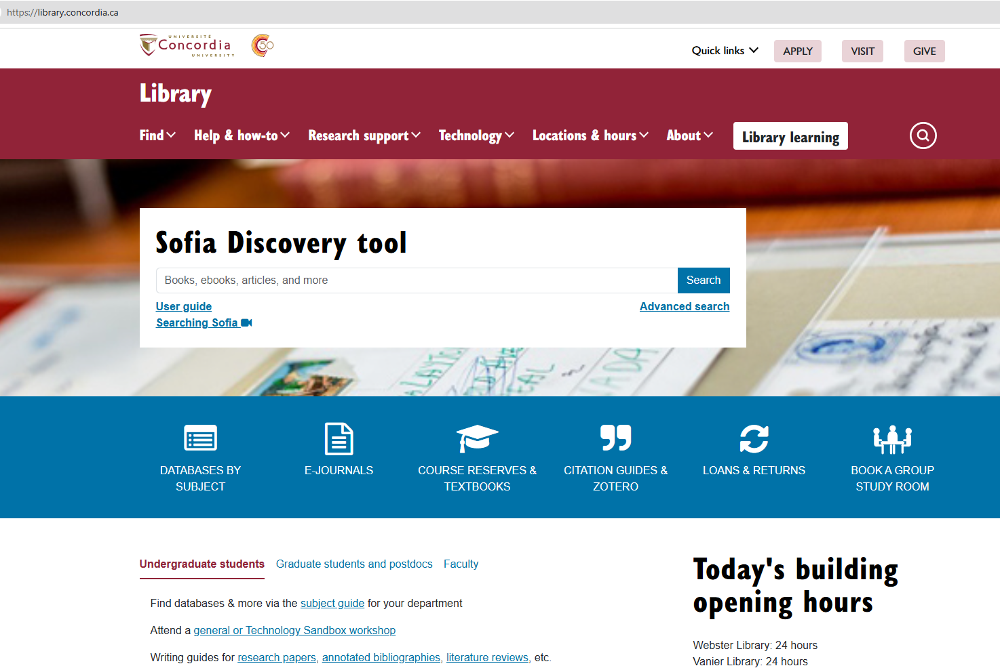 https://library.concordia.ca
UNIVERSITÉ
Concordia
UNIVERSITY
50
Quick links
APPLY
VISIT
GIVE
Library
Find
Help & how-to
Research support
Technology
Locations & hours
About
Library learning
Sofia Discovery tool
Books, ebooks, articles, and more
Search
User guide
Advanced search
Searching Sofia
DATABASES BY
SUBJECT
E-JOURNALS
COURSE RESERVES &
TEXTBOOKS
CITATION GUIDES &
ZOTERO
LOANS & RETURNS
BOOK A GROUP
STUDY ROOM
Undergraduate students
Graduate students and postdocs
Faculty
Find databases & more via the subject guide for your department
Attend a general or Technology Sandbox workshop
Writing guides for research papers, annotated bibliographies, literature reviews, etc.
Today's building
opening hours
Webster Library: 24 hours
Vanier Library: 24 hours